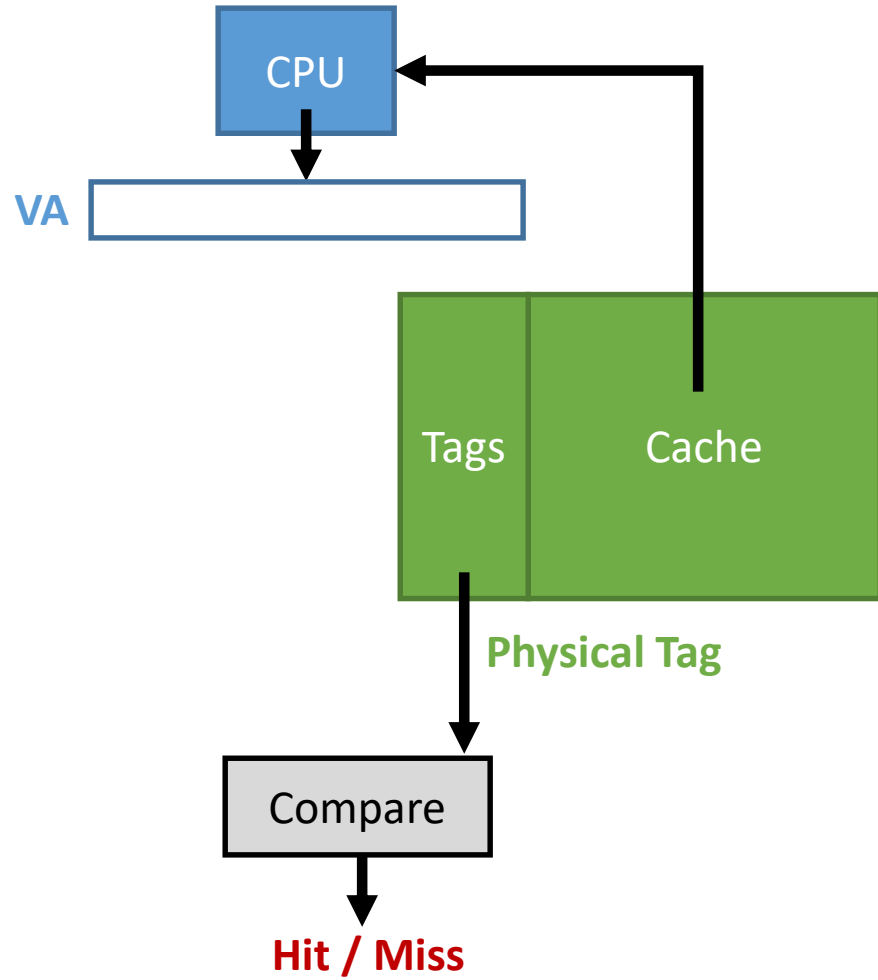 CPU
VA
Tags
Cache
Physical Tag
Compare
Hit / Miss